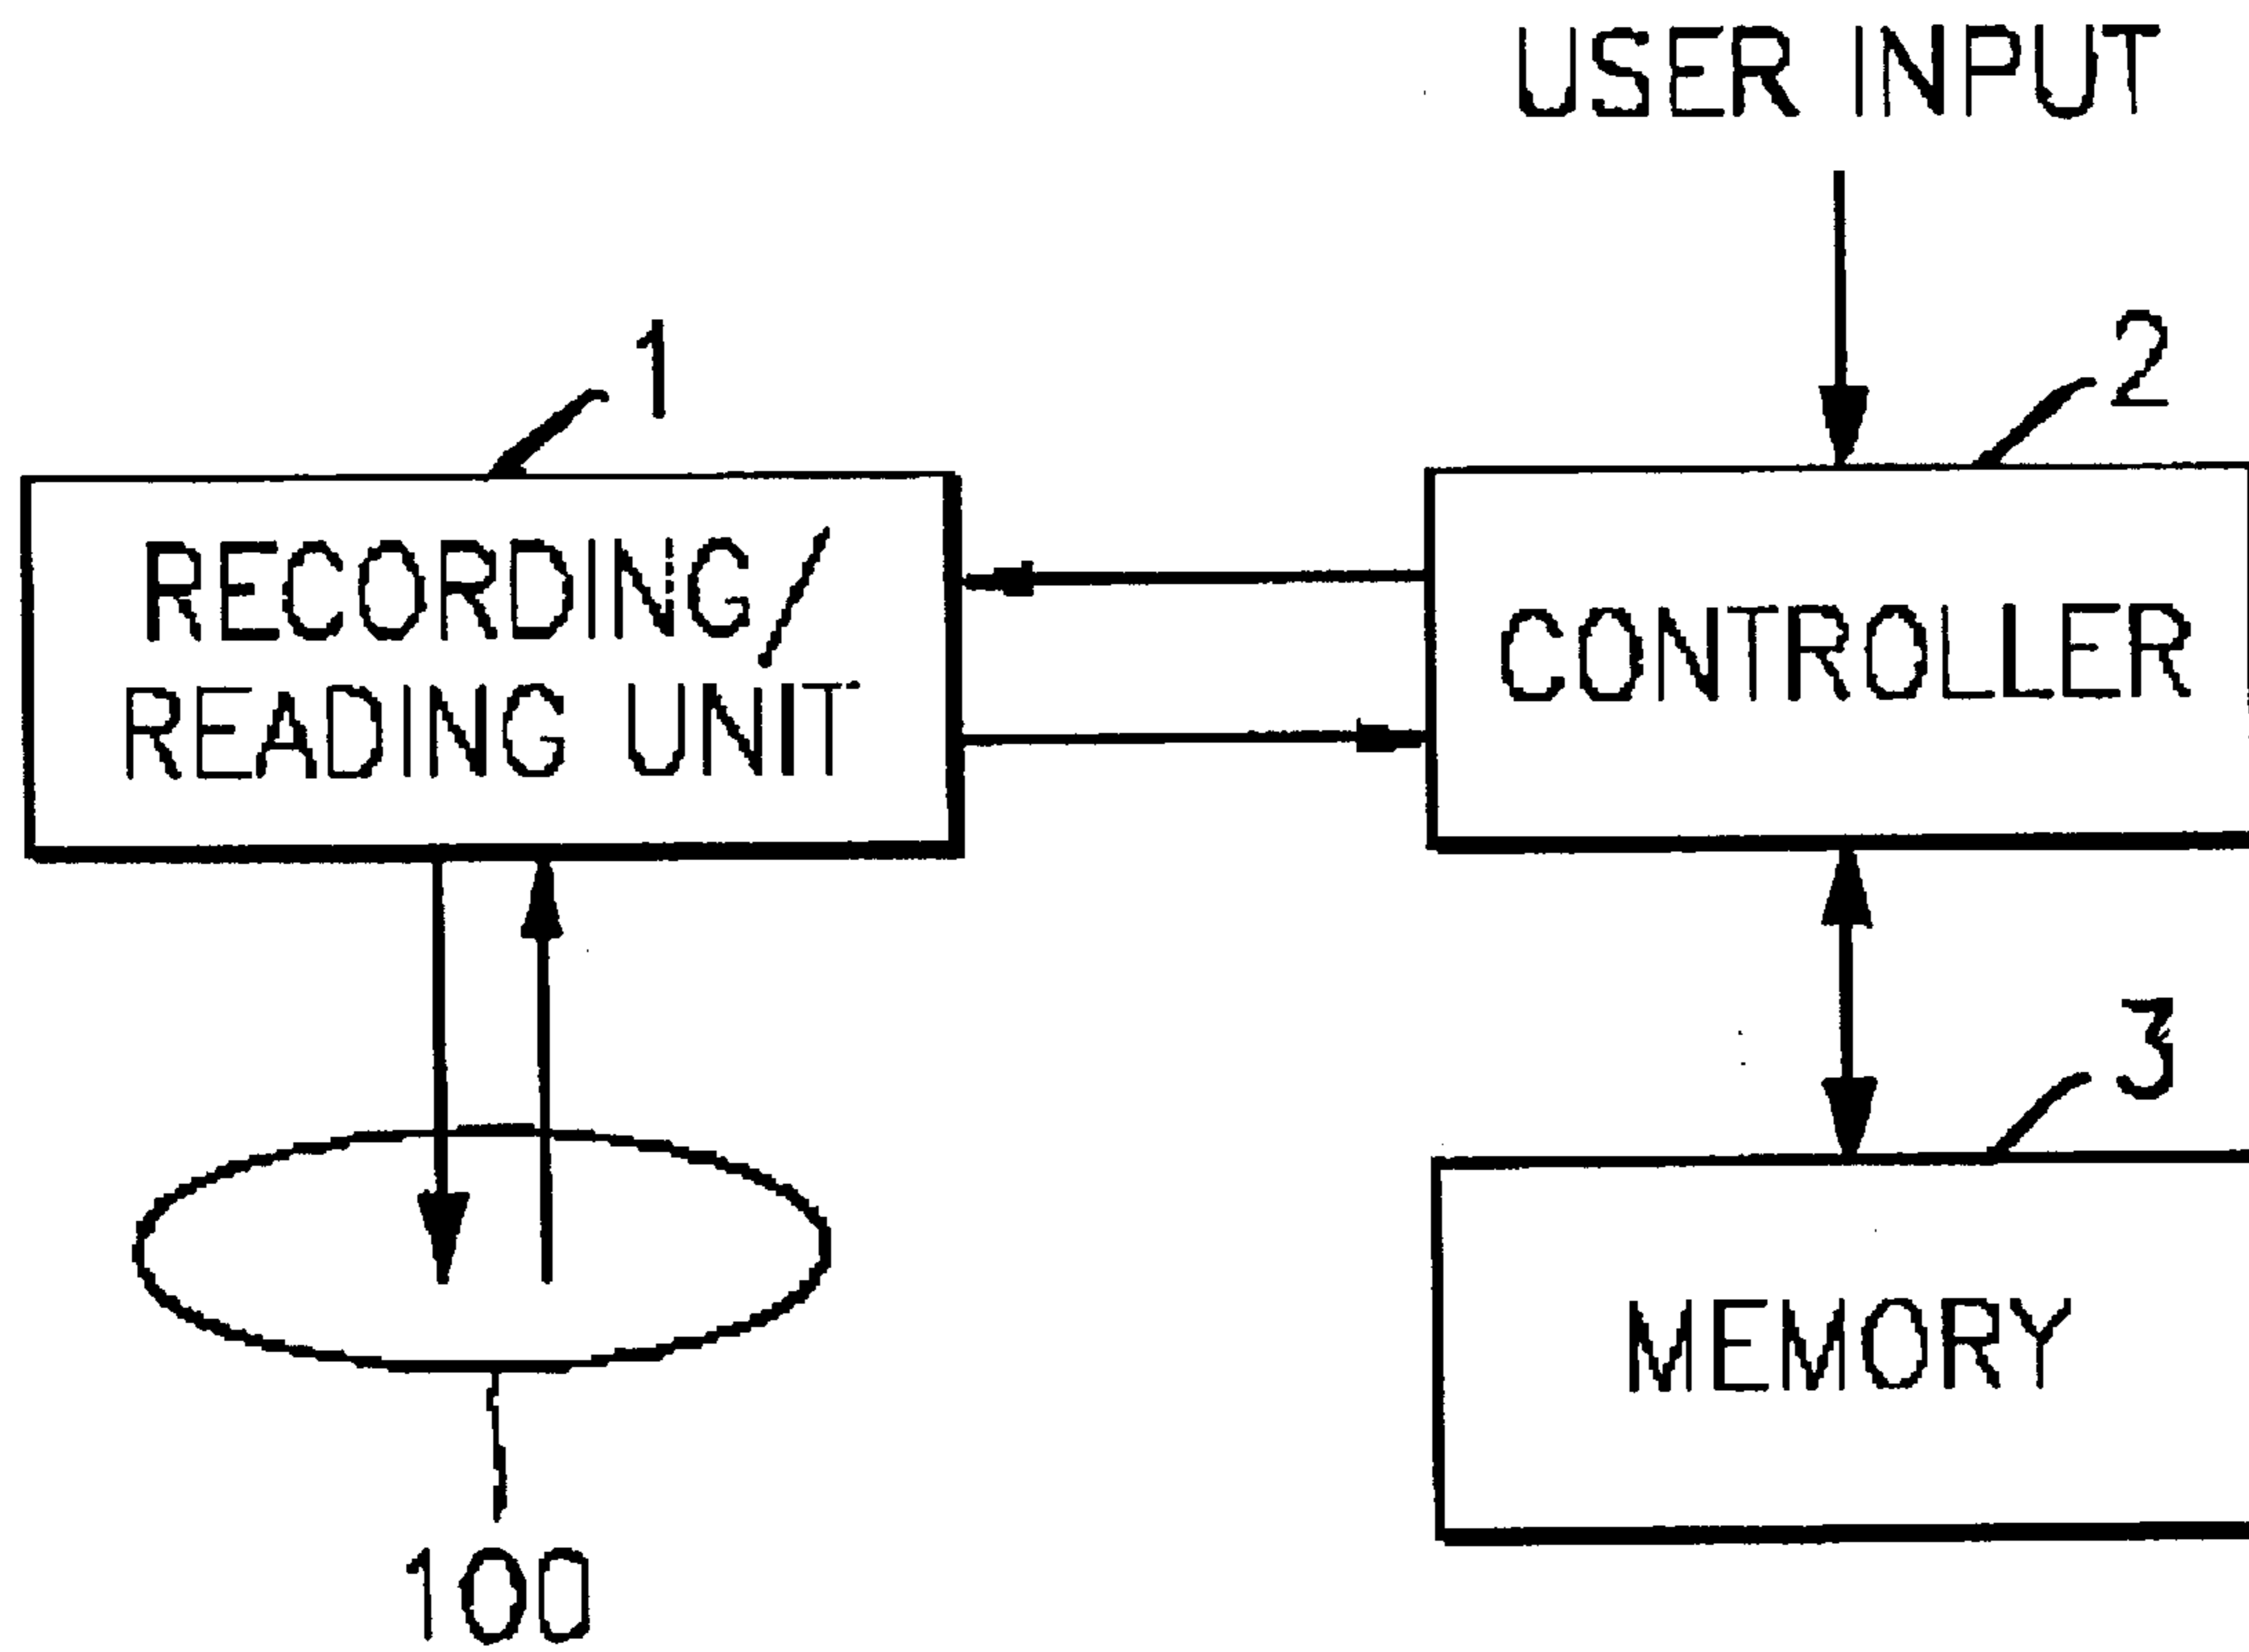 USER INPUT
1
2
RECORDING/
READING UNIT
CONTROLLER
3
MEMORY
100